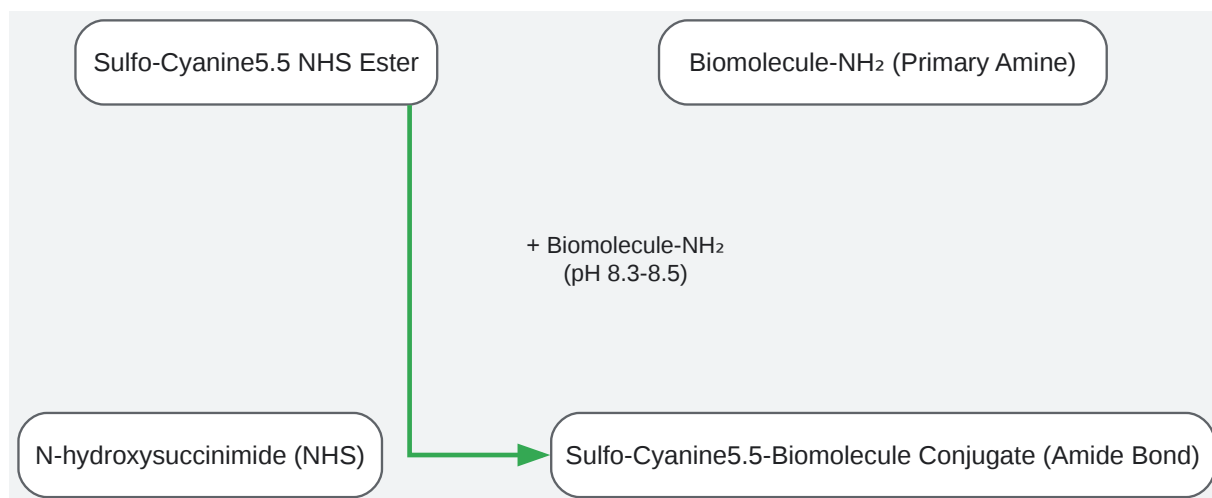 Sulfo-Cyanine5.5 NHS Ester
Biomolecule-NH₂ (Primary Amine)
+ Biomolecule-NH₂
(pH 8.3-8.5)
N-hydroxysuccinimide (NHS)
Sulfo-Cyanine5.5-Biomolecule Conjugate (Amide Bond)